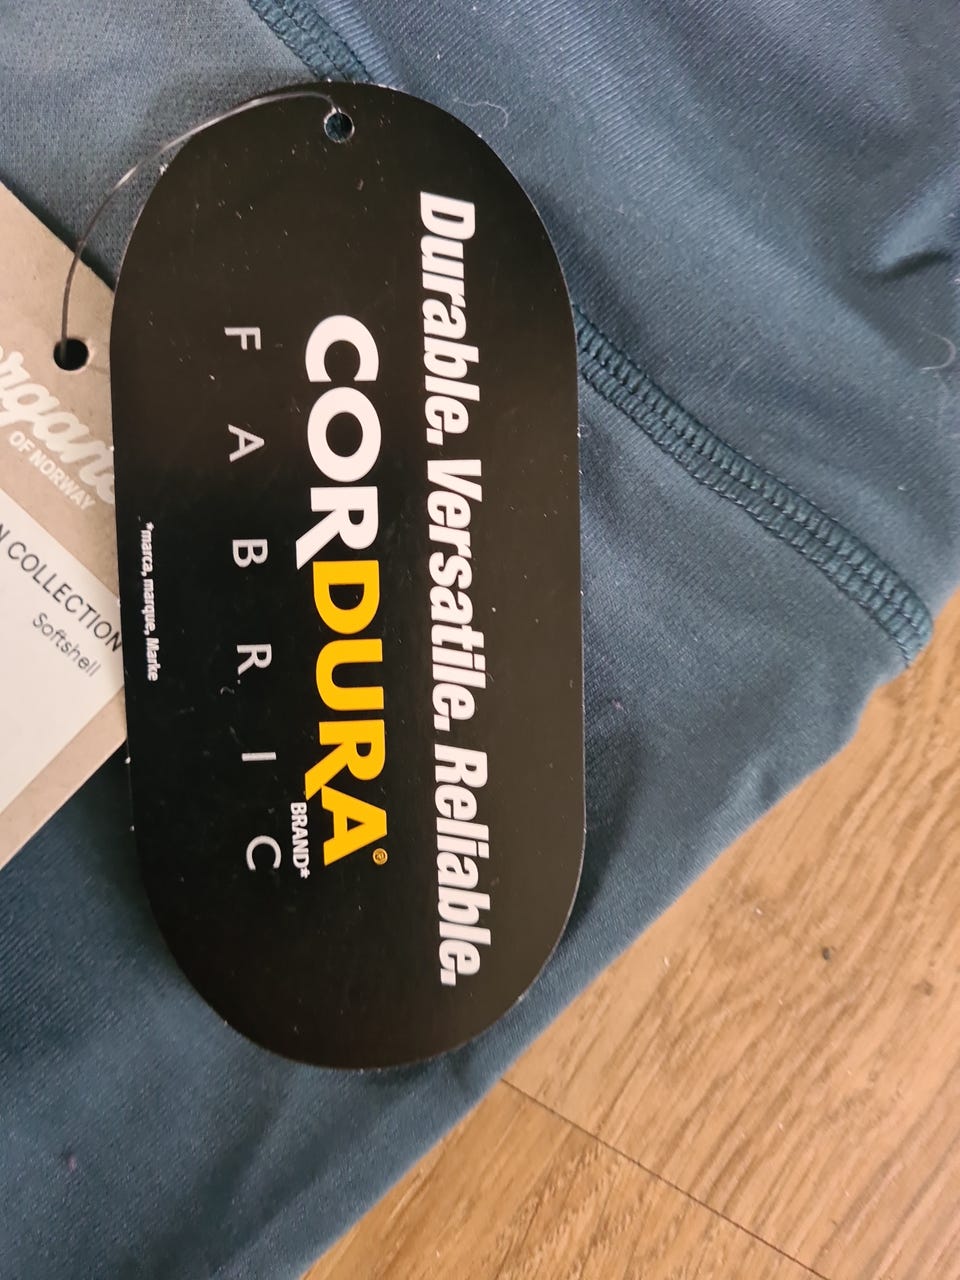 Durable. Versatile. Reliable.
CORDURA®
BRAND*
FABRIC
*marca, marque, Marke
OF NORWAY
COLLECTION
Softshell